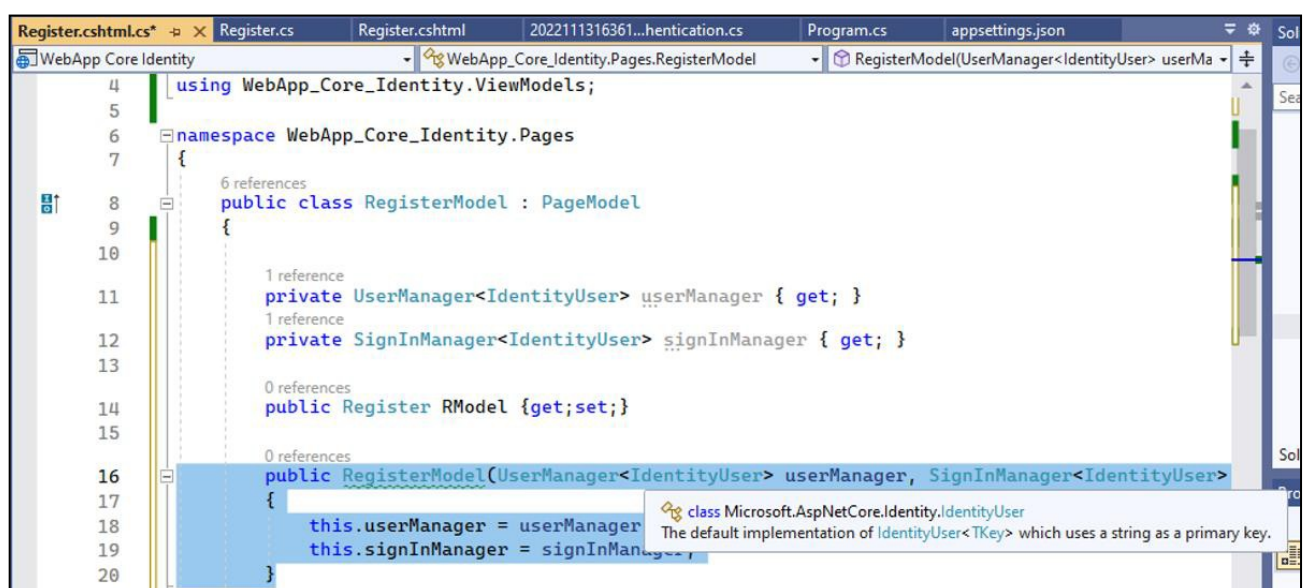 Register.cshtml.cs* Register.cs Register.cshtml 2022111316361...hentication.cs Program.cs appsettings.json Sol
WebApp Core Identity WebApp_Core_Identity.Pages.RegisterModel RegisterModel(UserManager<IdentityUser> userMa
Sea
4 using WebApp_Core_Identity.ViewModels;
5
6 namespace WebApp_Core_Identity.Pages
7 {
6 references
8 public class RegisterModel : PageModel
9 {
10
1 reference
11 private UserManager<IdentityUser> userManager { get; }
1 reference
12 private SignInManager<IdentityUser> signInManager { get; }
13
0 references
14 public Register RModel {get;set;}
15
0 references
Sol
16 public RegisterModel(UserManager<IdentityUser> userManager, SignInManager<IdentityUser>
17 {
class Microsoft.AspNetCore.Identity.IdentityUser
The default implementation of IdentityUser<TKey> which uses a string as a primary key.
18 this.userManager = userManager
19 this.signInManager = signInManager;
20 }